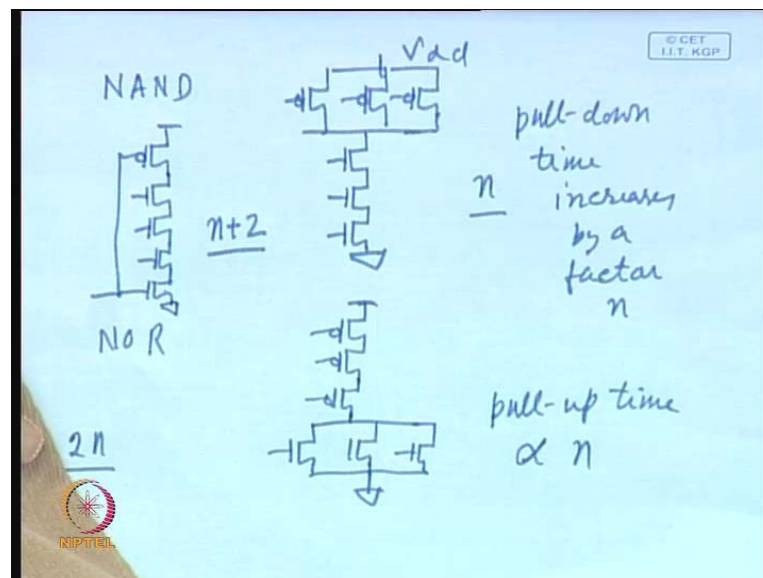 © CET
I.I.T. KGP
NAND
Vdd
n+2
n
pull-down
time
increases
by a
factor
n
NOR
2n
pull-up time
∝ n
NPTEL